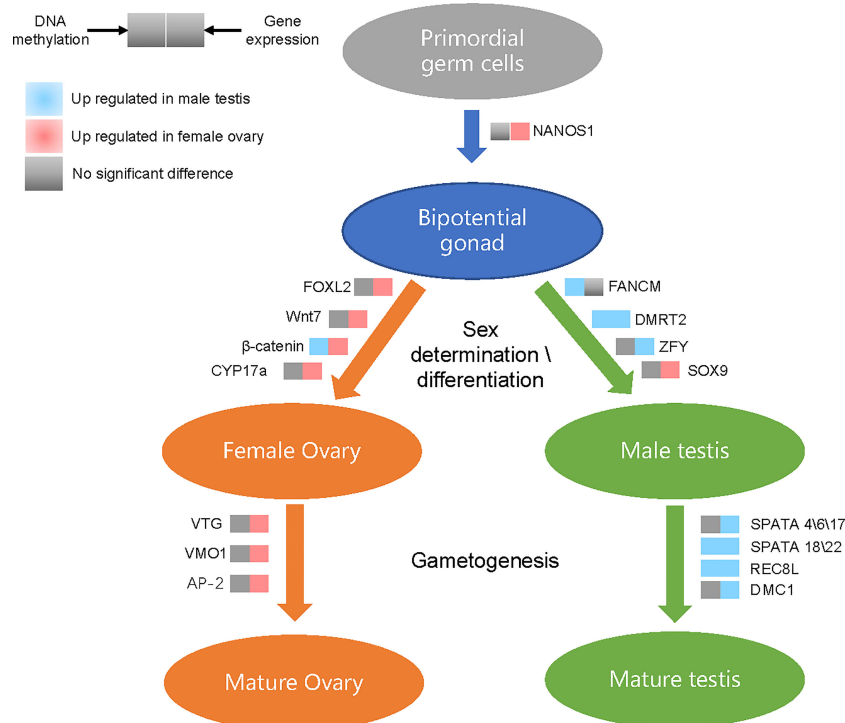 DNA
methylation
Gene
expression
Up regulated in male testis
Up regulated in female ovary
No significant difference
Primordial
germ cells
NANOS1
Bipotential
gonad
FOXL2
Wnt7
β-catenin
CYP17a
Sex
determination \
differentiation
FANCM
DMRT2
ZFY
SOX9
Female Ovary
Male testis
VTG
VMO1
AP-2
Gametogenesis
SPATA 4\6\17
SPATA 18\22
REC8L
DMC1
Mature Ovary
Mature testis